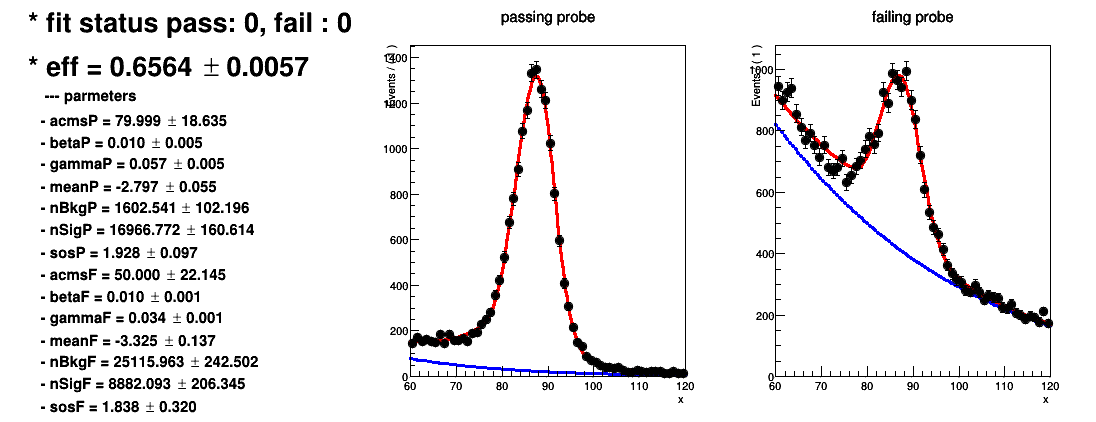 * fit status pass: 0, fail : 0
* eff = 0.6564 ± 0.0057
--- parmeters
- acmsP = 79.999 ± 18.635
- betaP = 0.010 ± 0.005
- gammaP = 0.057 ± 0.005
- meanP = -2.797 ± 0.055
- nBkgP = 1602.541 ± 102.196
- nSigP = 16966.772 ± 160.614
- sosP = 1.928 ± 0.097
- acmsF = 50.000 ± 22.145
- betaF = 0.010 ± 0.001
- gammaF = 0.034 ± 0.001
- meanF = -3.325 ± 0.137
- nBkgF = 25115.963 ± 242.502
- nSigF = 8882.093 ± 206.345
- sosF = 1.838 ± 0.320
passing probe
Events / ( 1 )
1400
1200
1000
800
600
400
200
0
60 70 80 90 100 110 120
x
failing probe
Events / ( 1 )
1000
800
600
400
200
0
60 70 80 90 100 110 120
x